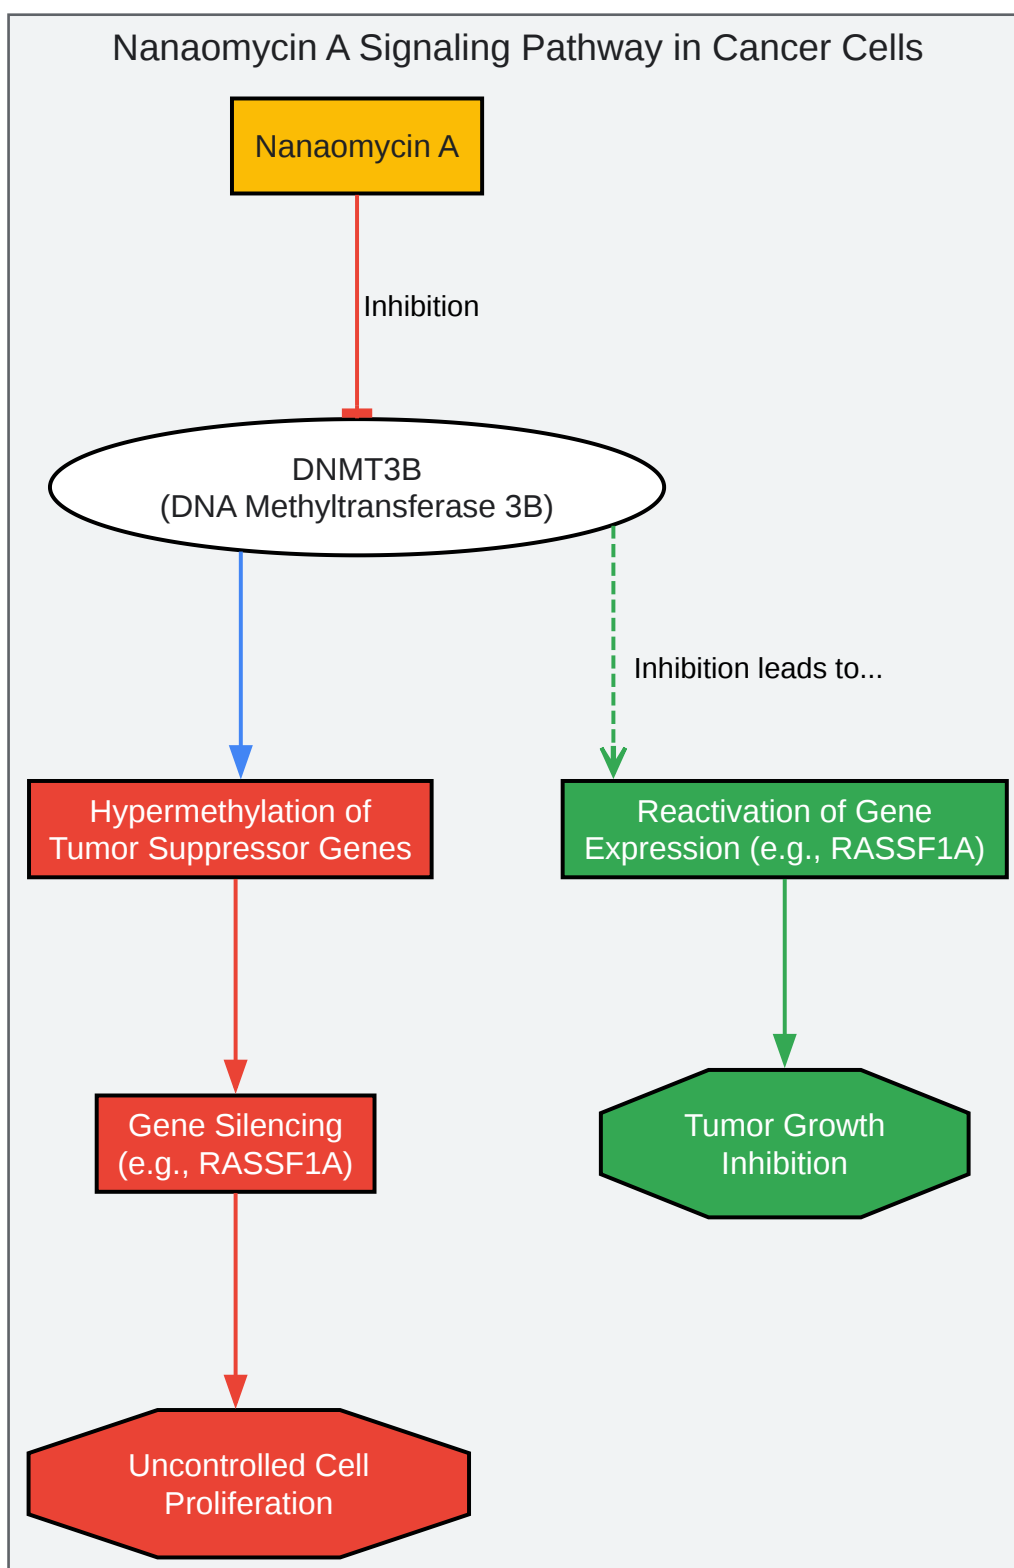 Nanaomycin A Signaling Pathway in Cancer Cells
Nanaomycin A
Inhibition
DNMT3B
(DNA Methyltransferase 3B)
Inhibition leads to...
Hypermethylation of
Tumor Suppressor Genes
Reactivation of Gene
Expression (e.g., RASSF1A)
Gene Silencing
(e.g., RASSF1A)
Tumor Growth
Inhibition
Uncontrolled Cell
Proliferation